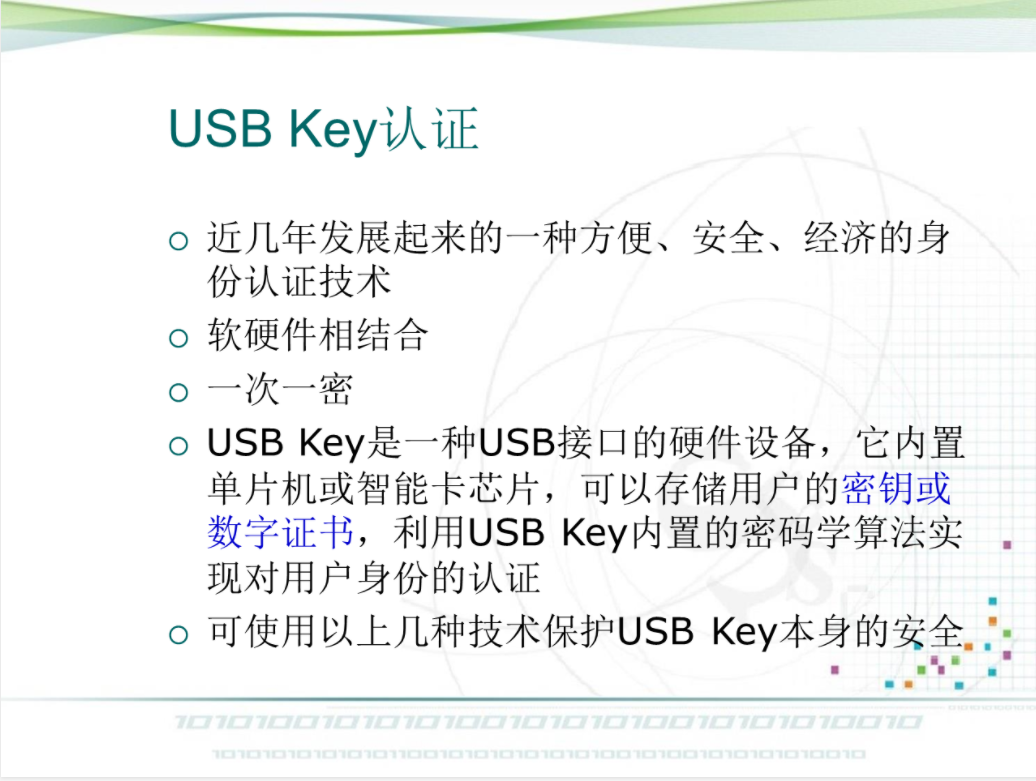 USB Key认证
近几年发展起来的一种方便、安全、经济的身
份认证技术
软硬件相结合
一次一密
USB Key是一种USB接口的硬件设备，它内置
单片机或智能卡芯片，可以存储用户的密钥或
数字证书，利用USB Key内置的密码学算法实
现对用户身份的认证
可使用以上几种技术保护USB Key本身的安全